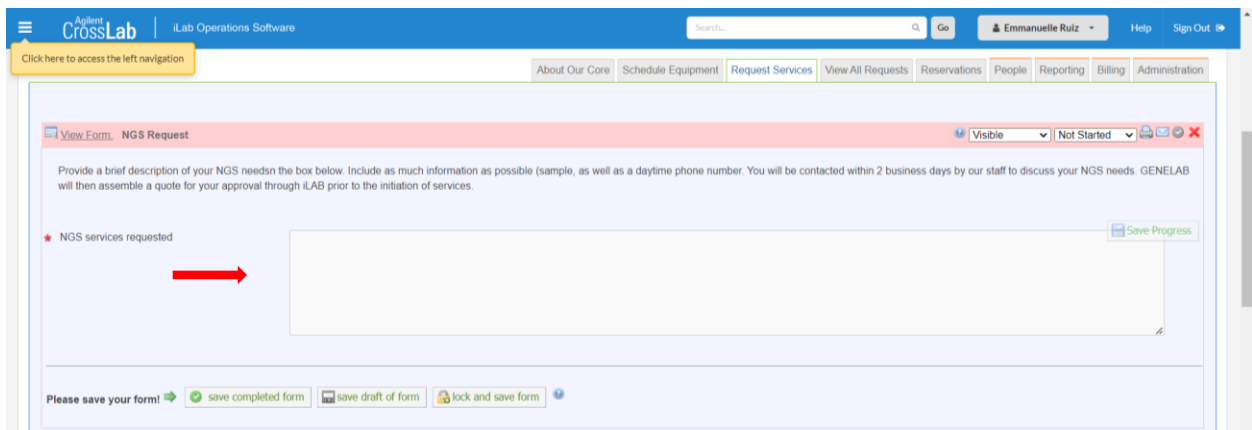 Agilent
CrossLab
iLab Operations Software
Search...
Go
Emmanuelle Ruiz
Help
Sign Out
Click here to access the left navigation
About Our Core
Schedule Equipment
Request Services
View All Requests
Reservations
People
Reporting
Billing
Administration
View Form: NGS Request
Visible
Not Started
Provide a brief description of your NGS needsn the box below. Include as much information as possible (sample, as well as a daytime phone number. You will be contacted within 2 business days by our staff to discuss your NGS needs. GENELAB
will then assemble a quote for your approval through iLAB prior to the initiation of services.
Save Progress
NGS services requested
Please save your form!
save completed form
save draft of form
lock and save form